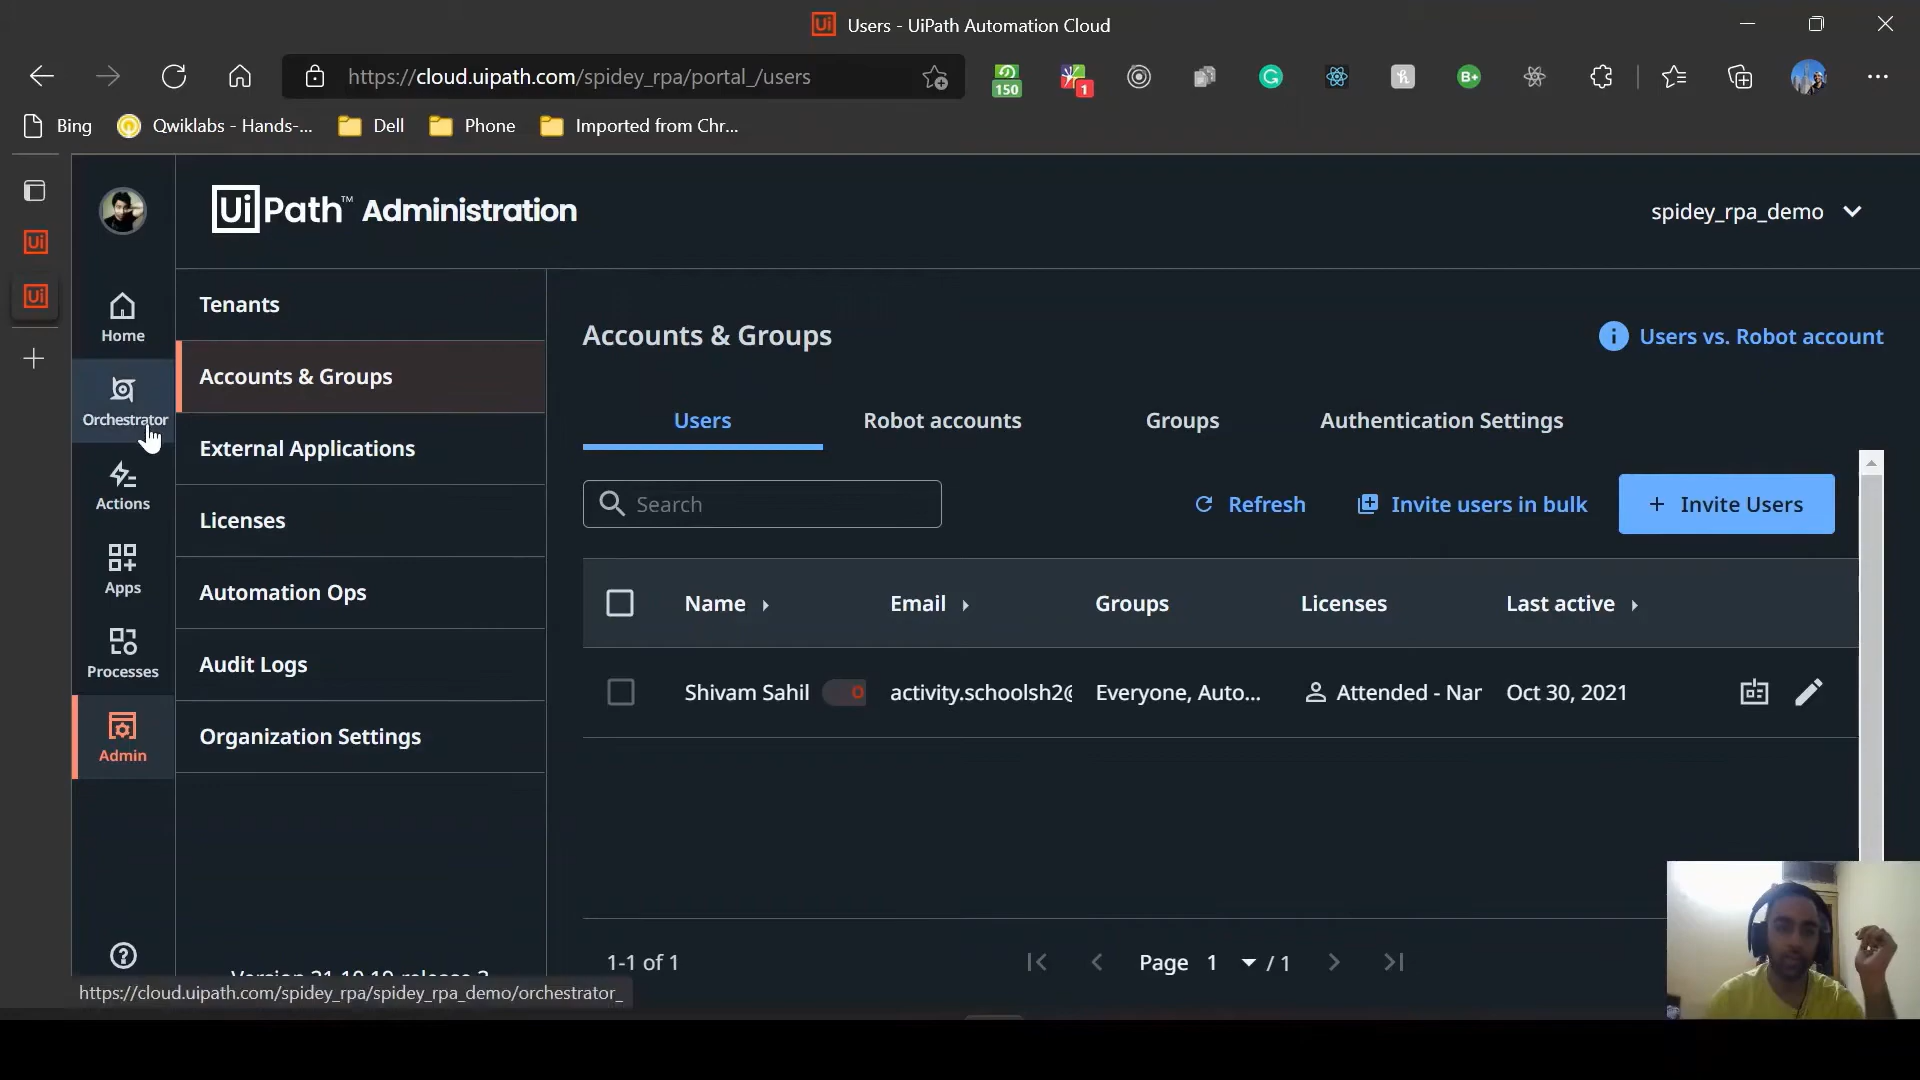 Users - UiPath Automation Cloud
https://cloud.uipath.com/spidey_rpa/portal_/users
150
1
B+
Bing
Qwiklabs - Hands-...
Dell
Phone
Imported from Chr...
UiPath™ Administration
spidey_rpa_demo
Home
Orchestrator
Actions
Apps
Processes
Admin
Tenants
Accounts & Groups
External Applications
Licenses
Automation Ops
Audit Logs
Organization Settings
Accounts & Groups
Users vs. Robot account
Users
Robot accounts
Groups
Authentication Settings
Search
Refresh
Invite users in bulk
+ Invite Users
Name
Email
Groups
Licenses
Last active
Shivam Sahil
O
activity.schoolsh2@
Everyone, Auto...
Attended - Nar
Oct 30, 2021
1-1 of 1
Page 1 / 1
https://cloud.uipath.com/spidey_rpa/spidey_rpa_demo/orchestrator_